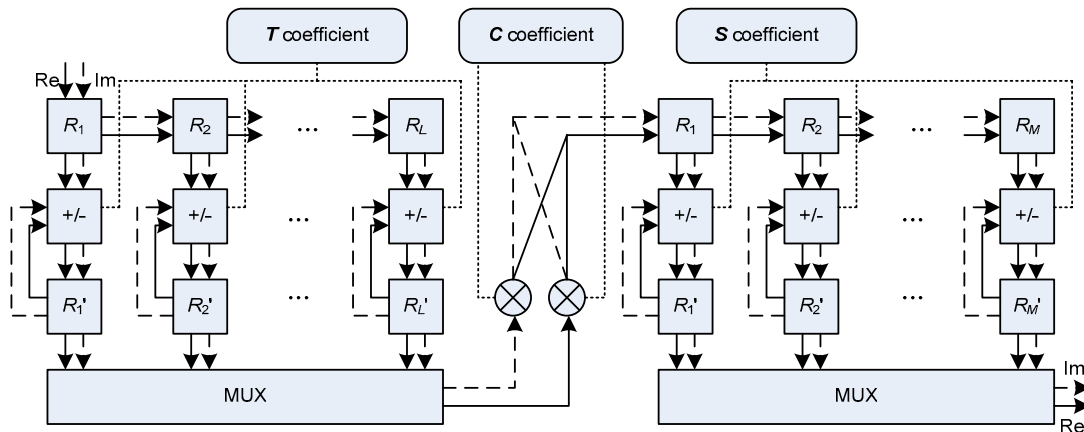 T coefficient
C coefficient
S coefficient
Re Im
R1 R2 ... RL R1 R2 ... RM
+/- +/- ... +/- +/- +/- ... +/-
R1' R2' ... RL' R1' R2' ... RM'
MUX MUX
Im
Re